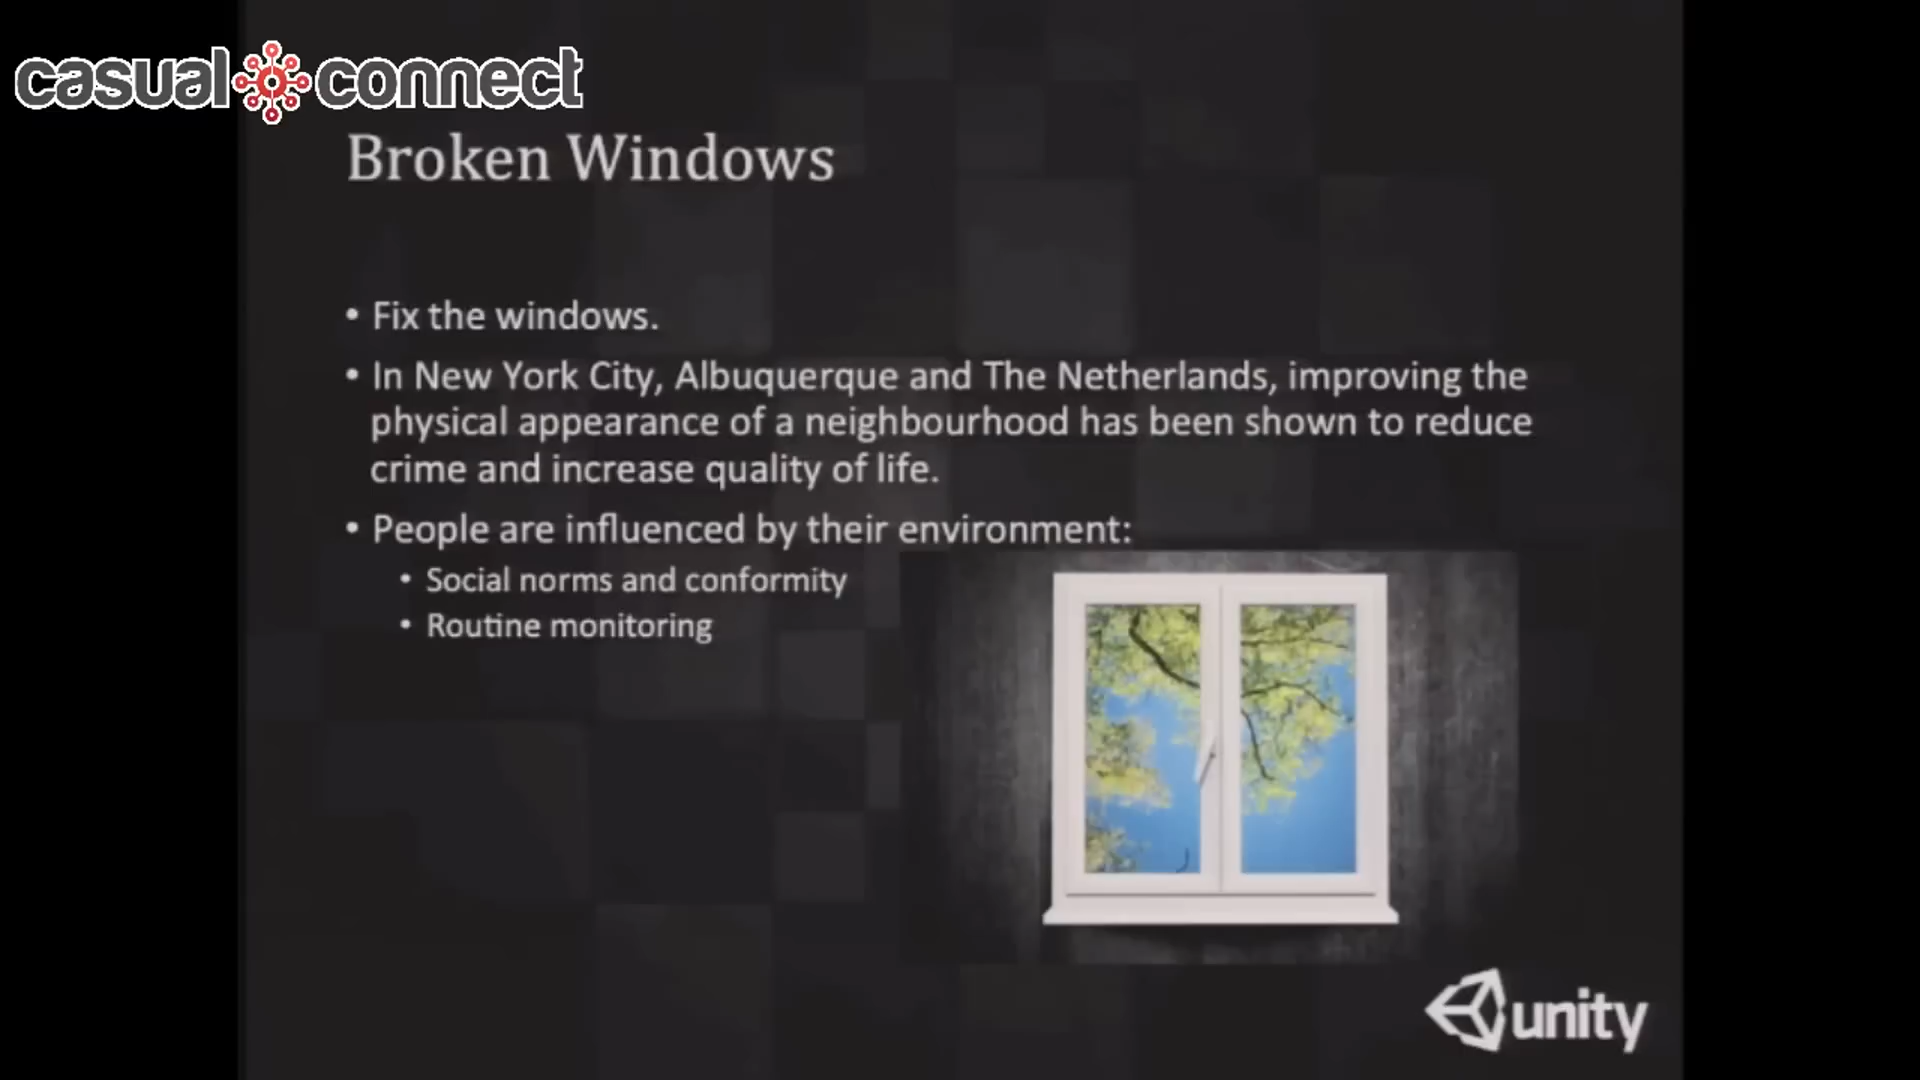 casual connect
Broken Windows
• Fix the windows.
• In New York City, Albuquerque and The Netherlands, improving the
physical appearance of a neighbourhood has been shown to reduce
crime and increase quality of life.
• People are influenced by their environment:
• Social norms and conformity
• Routine monitoring
unity